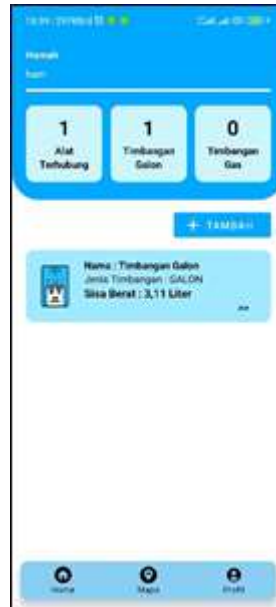 Rumah
1
Alat
Terhubung
1
Timbangan
Galon
0
Timbangan
Gas
+ TAMBAH
Nama : Timbangan Galon
Jenis Timbangan : GALON
Sisa Berat : 3,11 Liter
Home
Maps
Profil